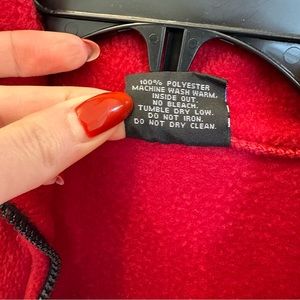 100% POLYESTER
MACHINE WASH WARM,
INSIDE OUT.
NO BLEACH.
TUMBLE DRY LOW.
DO NOT IRON.
DO NOT DRY CLEAN.